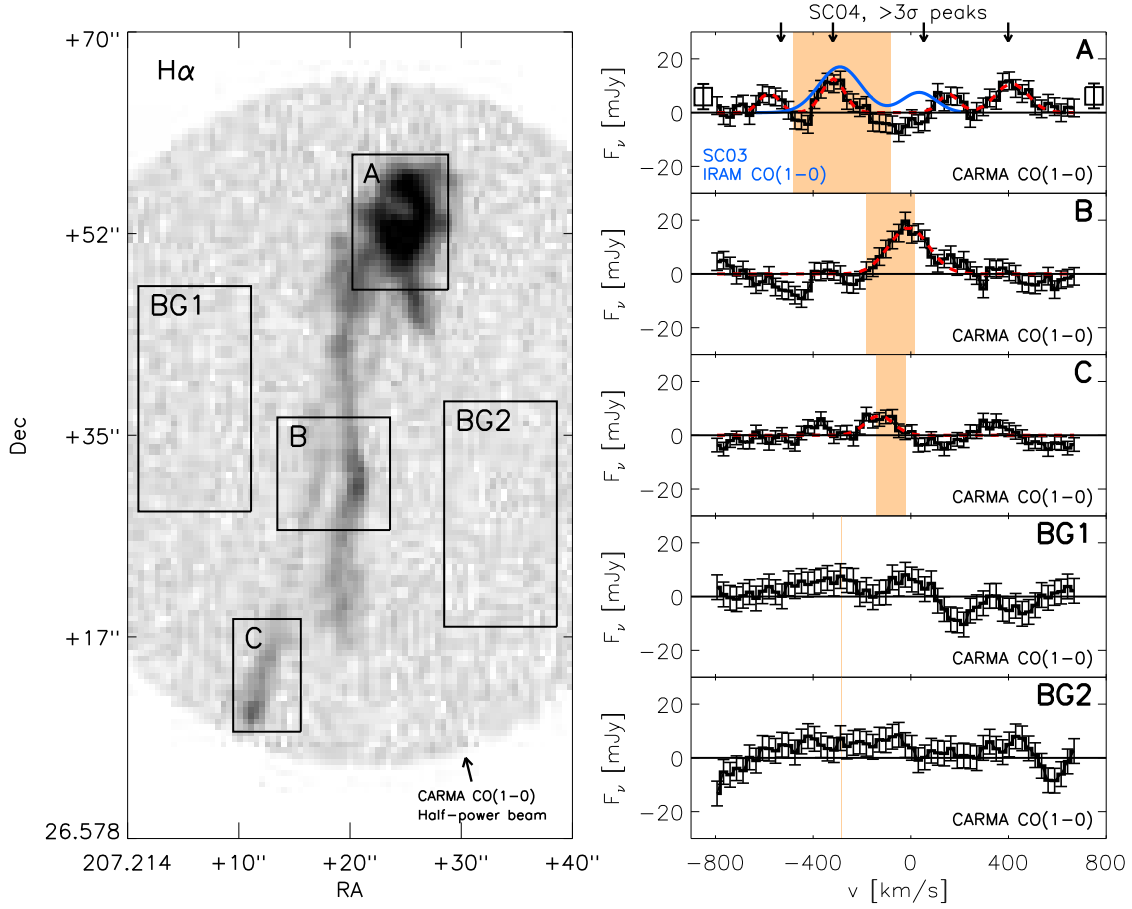 +70''
Hα
A
+52''
BG1
+35''
B
BG2
+17''
C
CARMA CO(1−0)
Half−power beam
26.578
207.214
+10''
+20''
+30''
+40''
Dec
RA
SC04, >3σ peaks
A
20
0
−20
Fν [mJy]
SC03
IRAM CO(1−0)
CARMA CO(1−0)
B
20
0
−20
Fν [mJy]
CARMA CO(1−0)
C
20
0
−20
Fν [mJy]
CARMA CO(1−0)
BG1
20
0
−20
Fν [mJy]
CARMA CO(1−0)
BG2
20
0
−20
Fν [mJy]
CARMA CO(1−0)
−800
−400
0
400
800
v [km/s]